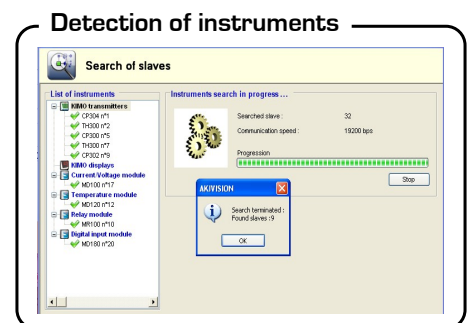 Detection of instruments
Search of slaves
List of instruments
KIMO transmitters
CP304 n°1
TH300 n°2
CP300 n°5
TH300 n°7
CP302 n°9
KIMO displays
Current/Voltage module
MD100 n°17
Temperature module
MD120 n°12
Relay module
MR100 n°10
Digital input module
MD180 n°20
Instruments search in progress ...
Searched slave : 32
Communication speed : 19200 bps
Progression
Stop
AKIVISION
Search terminated :
Found slaves :9
OK